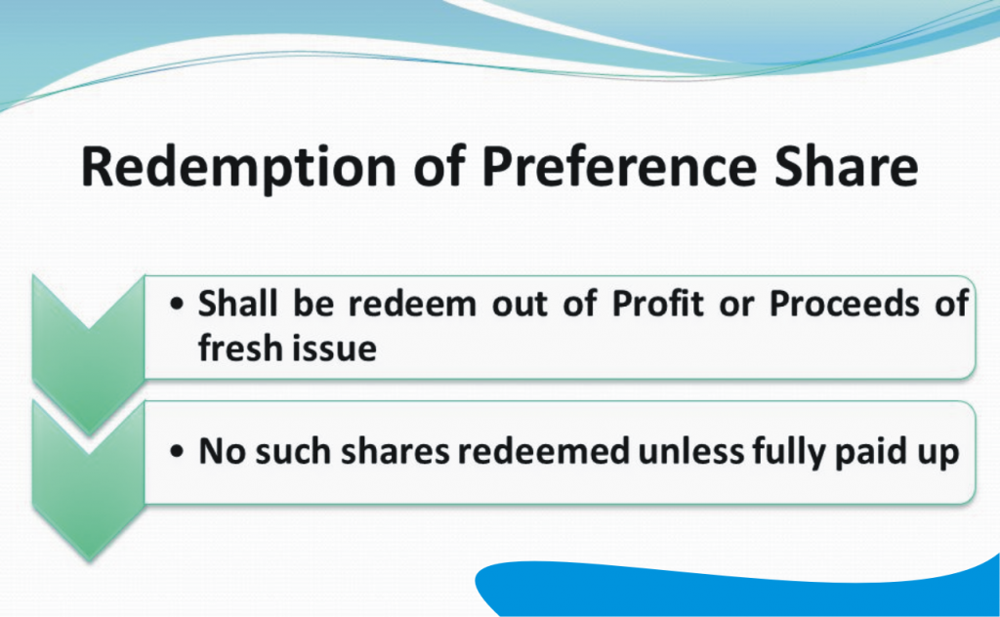 Redemption of Preference Share
• Shall be redeem out of Profit or Proceeds of
fresh issue
• No such shares redeemed unless fully paid up